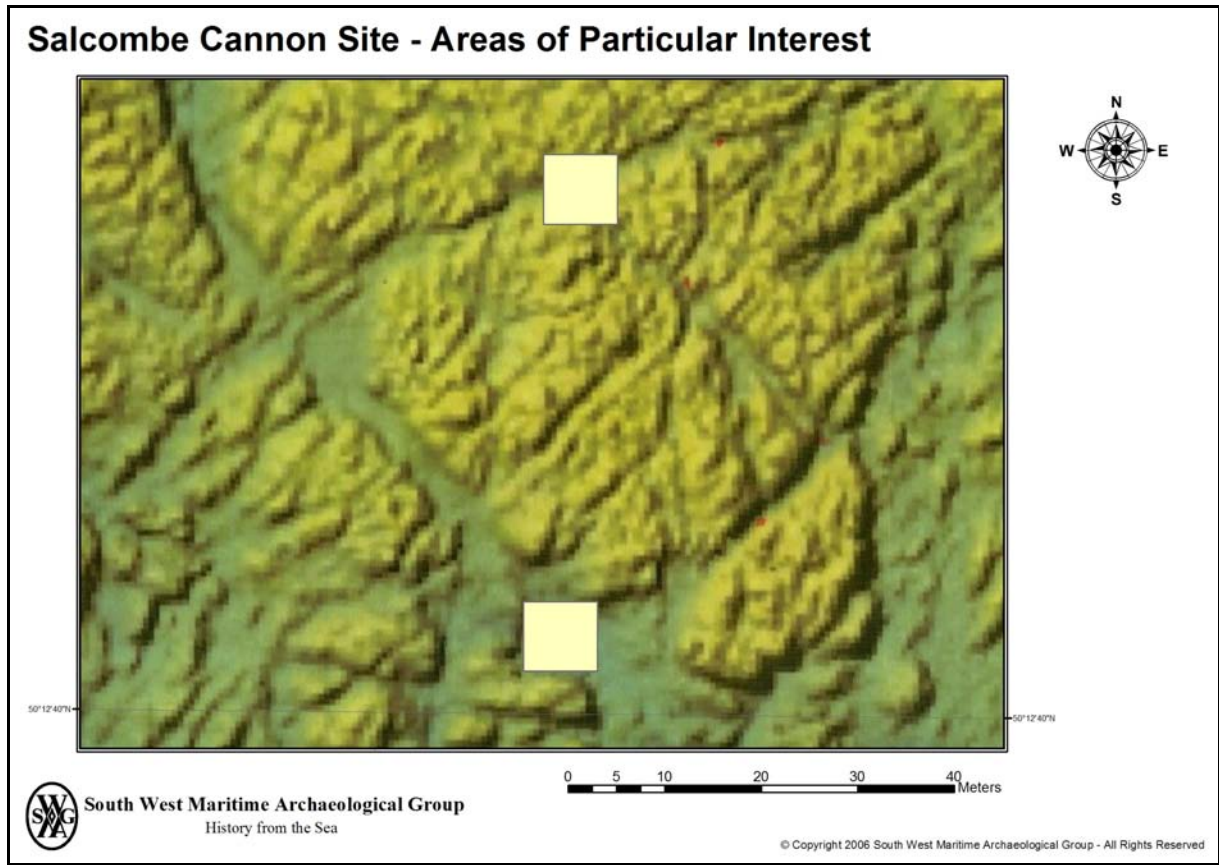 Salcombe Cannon Site - Areas of Particular Interest
N
W E
S
50°12'40"N
50°12'40"N
0 5 10 20 30 40
Meters
W
S G
A
South West Maritime Archaeological Group
History from the Sea
© Copyright 2006 South West Maritime Archaeological Group - All Rights Reserved